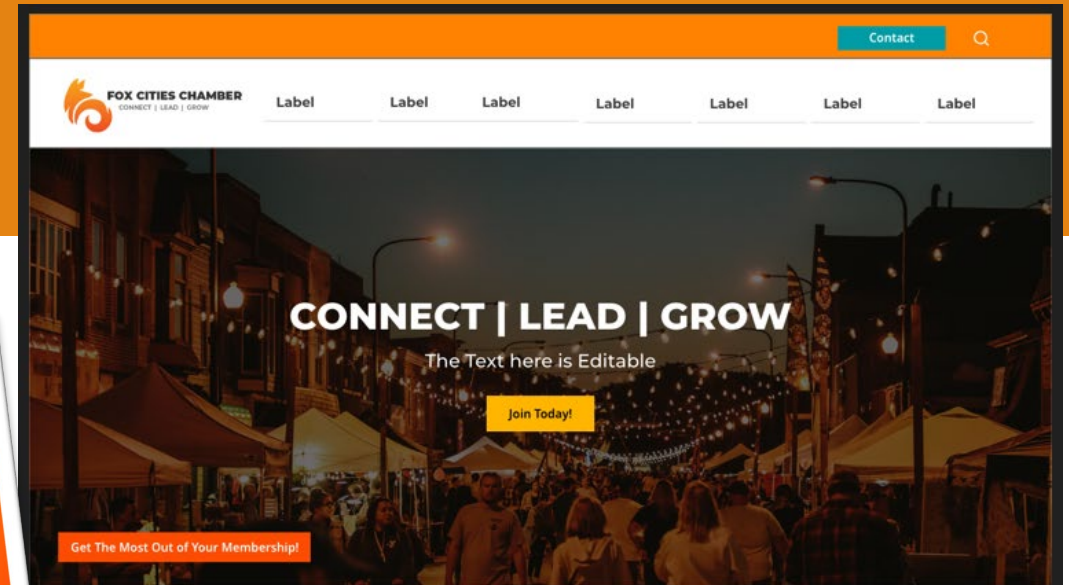 Contact
FOX CITIES CHAMBER
CONNECT | LEAD | GROW
Label Label Label Label Label Label Label
CONNECT | LEAD | GROW
The Text here is Editable
Join Today!
Get The Most Out of Your Membership!